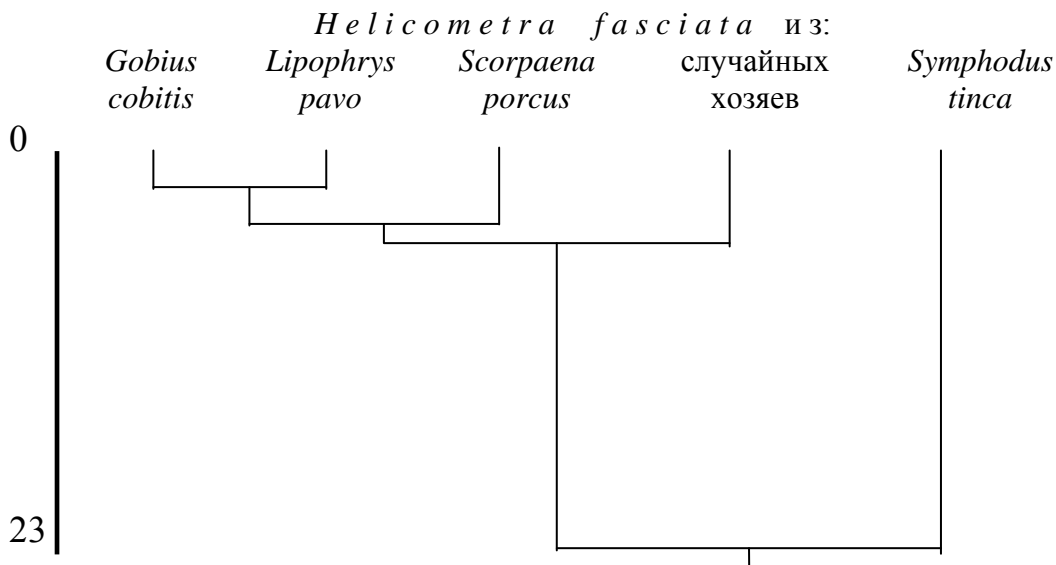 Helicometra fasciata из:
Gobius Lipophrys Scorpaena случайных Symphodus
cobitis pavo porcus хозяев tinca
0
23